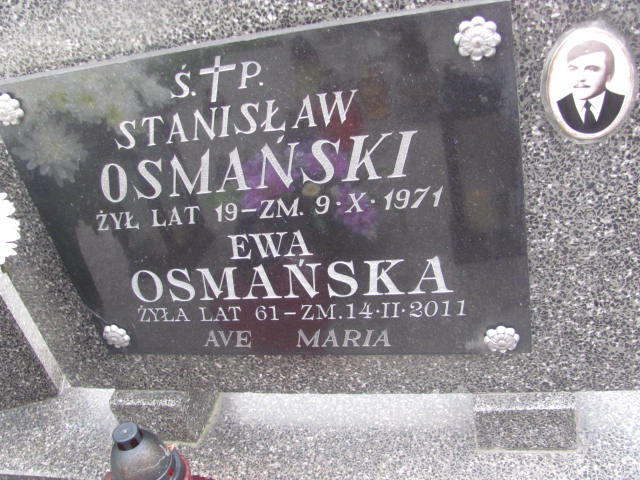 Ś.†P.
STANISŁAW
OSMAŃSKI
ŻYŁ LAT 19-ZM. 9·X·1971
EWA
OSMAŃSKA
ŻYŁA LAT 61-ZM.14·II·2011
AVE MARIA